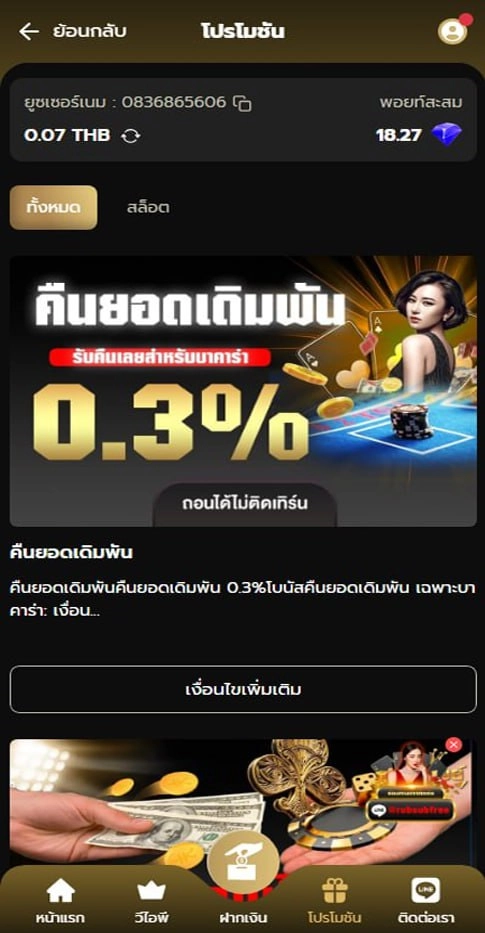 ย้อนกลับ
โปรโมชัน
ยูซเซอร์เนม : 0836865606
พอยท์สะสม
0.07 THB
18.27
ทั้งหมด
สล็อต
คืนยอดเดิมพัน
รับคืนเลยสำหรับบาคาร่า
0.3%
ถอนได้ไม่ติดเทิร์น
คืนยอดเดิมพัน
คืนยอดเดิมพันคืนยอดเดิมพัน 0.3%โบนัสคืนยอดเดิมพัน เฉพาะบา
คาร่า: เงื่อน...
เงื่อนไขเพิ่มเติม
LINE
หน้าแรก
วีไอพี
ฝากเงิน
โปรโมชัน
LINE
ติดต่อเรา